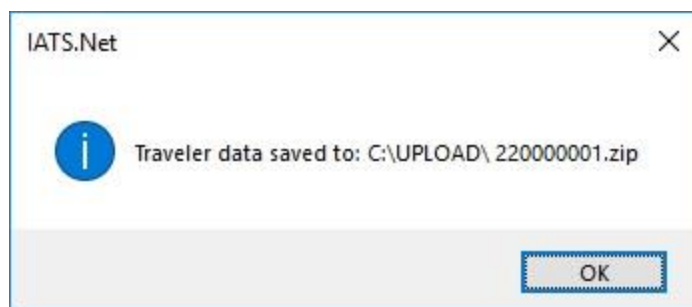 IATS.Net
Traveler data saved to: C:\UPLOAD\ 220000001.zip
OK